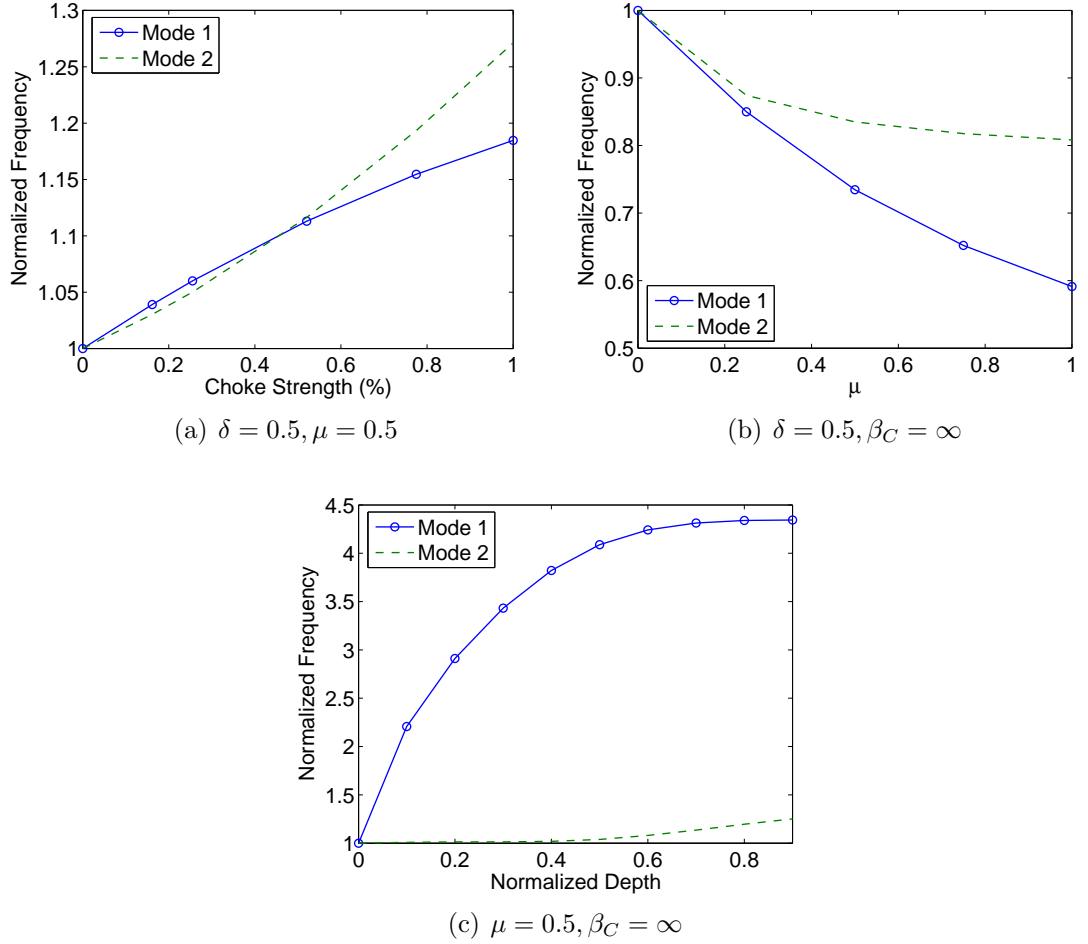 1.3
1.25
1.2
1.15
1.1
1.05
1
Normalized Frequency
Mode 1
Mode 2
0 0.2 0.4 0.6 0.8 1
Choke Strength (%)
(a) δ = 0.5, μ = 0.5
1
0.9
0.8
0.7
0.6
0.5
Normalized Frequency
Mode 1
Mode 2
0 0.2 0.4 0.6 0.8 1
μ
(b) δ = 0.5, β_C = ∞
4.5
4
3.5
3
2.5
2
1.5
1
Normalized Frequency
Mode 1
Mode 2
0 0.2 0.4 0.6 0.8
Normalized Depth
(c) μ = 0.5, β_C = ∞